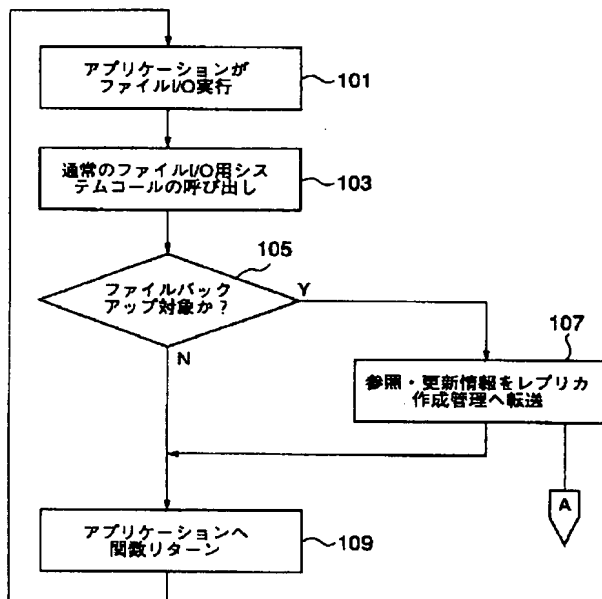 アプリケーションが
ファイルI/O実行
101
通常のファイルI/O用シス
テムコールの呼び出し
103
105
ファイルバック
アップ対象か？
Y
N
107
参照・更新情報をレプリカ
作成管理へ転送
A
アプリケーションへ
関数リターン
109